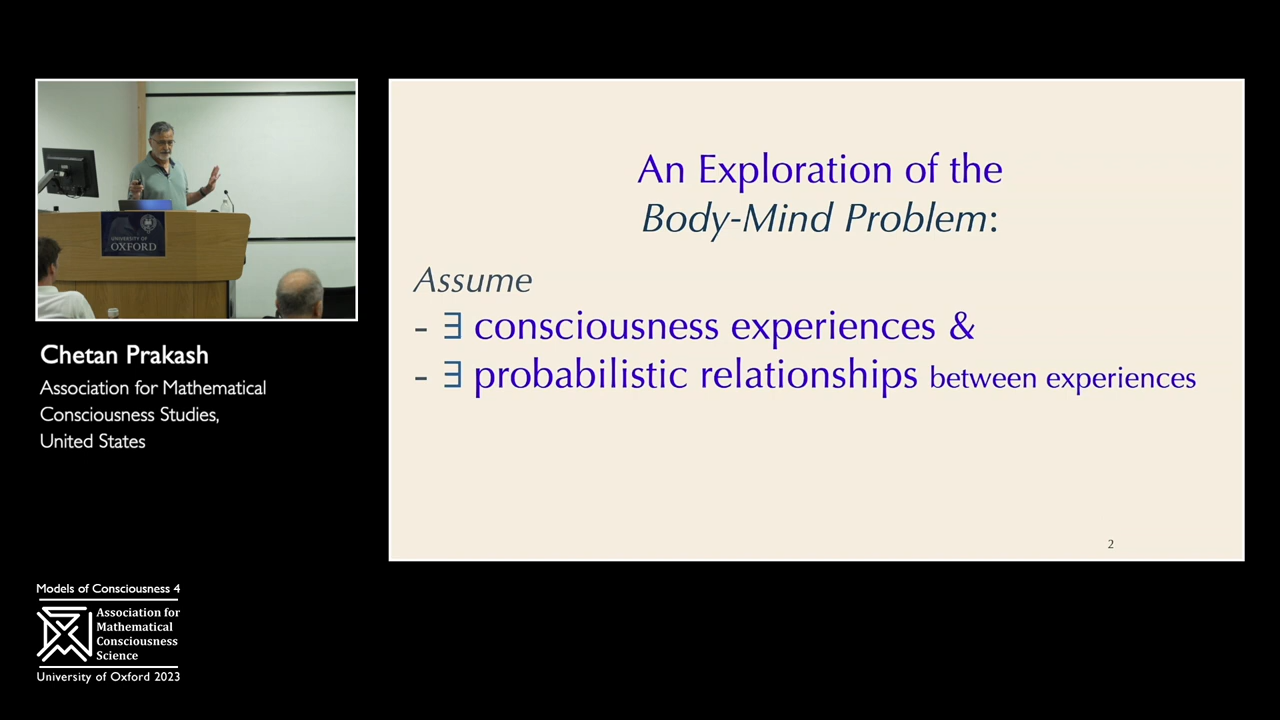 An Exploration of the
Body-Mind Problem:
Assume
- ∃ consciousness experiences &
- ∃ probabilistic relationships between experiences
2
UNIVERSITY OF
OXFORD
Chetan Prakash
Association for Mathematical
Consciousness Studies,
United States
Models of Consciousness 4
Association for
Mathematical
Consciousness
Science
University of Oxford 2023